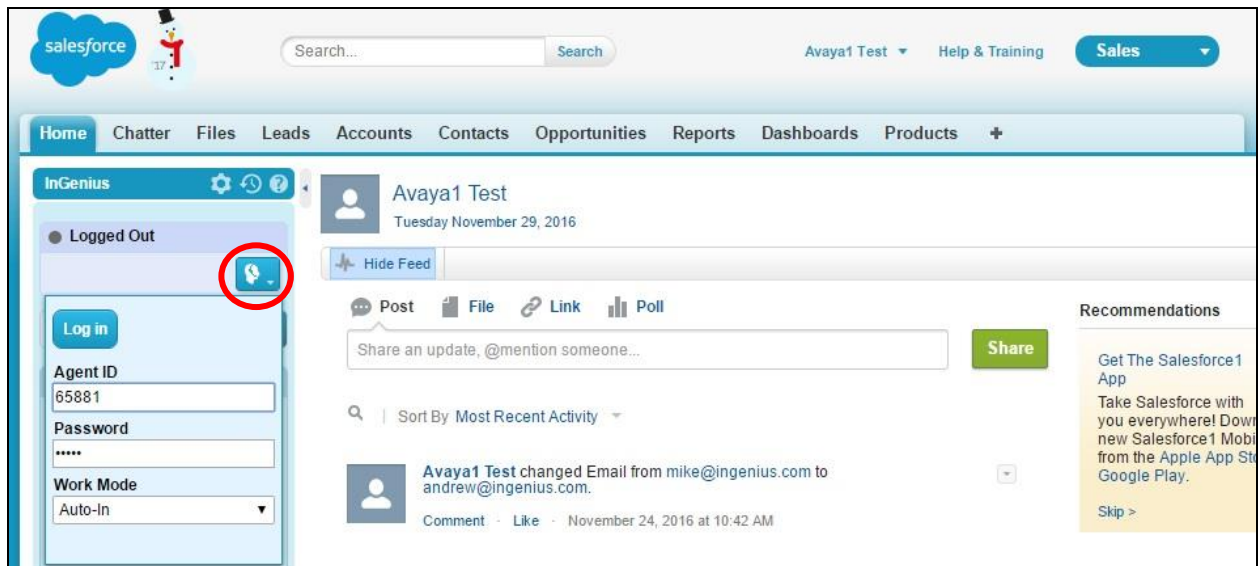 salesforce
'17
Search...
Search
Avaya1 Test
Help & Training
Sales
Home Chatter Files Leads Accounts Contacts Opportunities Reports Dashboards Products +
InGenius
Logged Out
Log in
Agent ID
65881
Password
•••••
Work Mode
Auto-In
Avaya1 Test
Tuesday November 29, 2016
Hide Feed
Post File Link Poll
Share an update, @mention someone...
Share
Sort By Most Recent Activity
Avaya1 Test changed Email from mike@ingenius.com to
andrew@ingenius.com.
Comment · Like · November 24, 2016 at 10:42 AM
Recommendations
Get The Salesforce1
App
Take Salesforce with
you everywhere! Down
new Salesforce1 Mobi
from the Apple App Sto
Google Play.
Skip >